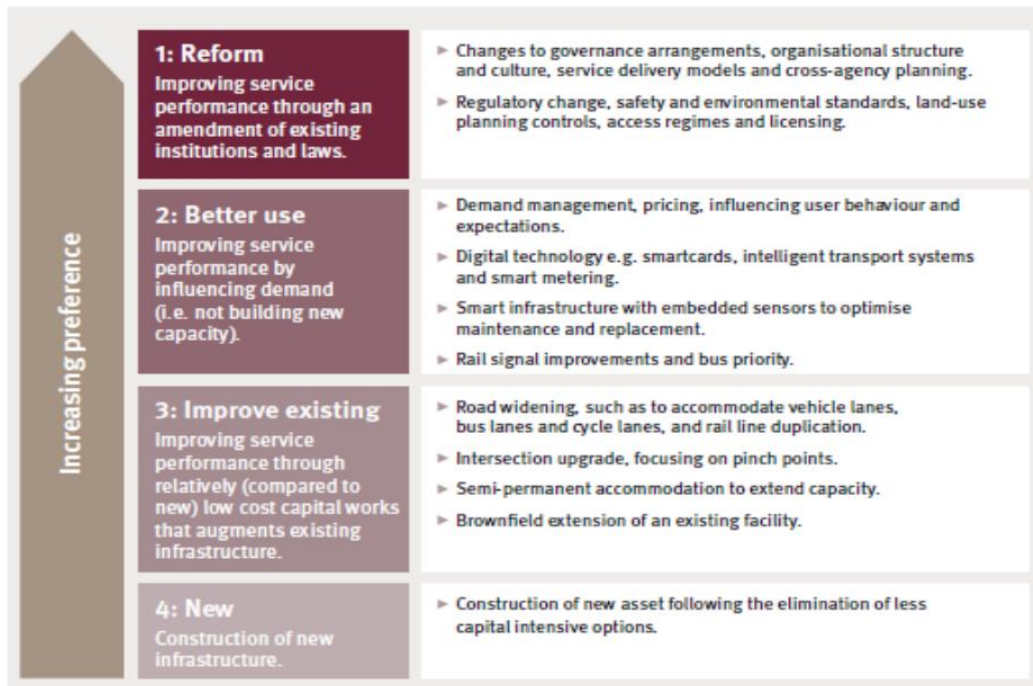 Increasing preference
1: Reform
Improving service
performance through an
amendment of existing
institutions and laws.
► Changes to governance arrangements, organisational structure
and culture, service delivery models and cross-agency planning.
► Regulatory change, safety and environmental standards, land-use
planning controls, access regimes and licensing.
2: Better use
Improving service
performance by
influencing demand
(i.e. not building new
capacity).
► Demand management, pricing, influencing user behaviour and
expectations.
► Digital technology e.g. smartcards, intelligent transport systems
and smart metering.
► Smart infrastructure with embedded sensors to optimise
maintenance and replacement.
► Rail signal improvements and bus priority.
3: Improve existing
Improving service
performance through
relatively (compared to
new) low cost capital works
that augments existing
infrastructure.
► Road widening, such as to accommodate vehicle lanes,
bus lanes and cycle lanes, and rail line duplication.
► Intersection upgrade, focusing on pinch points.
► Semi-permanent accommodation to extend capacity.
► Brownfield extension of an existing facility.
4: New
Construction of new
infrastructure.
► Construction of new asset following the elimination of less
capital intensive options.